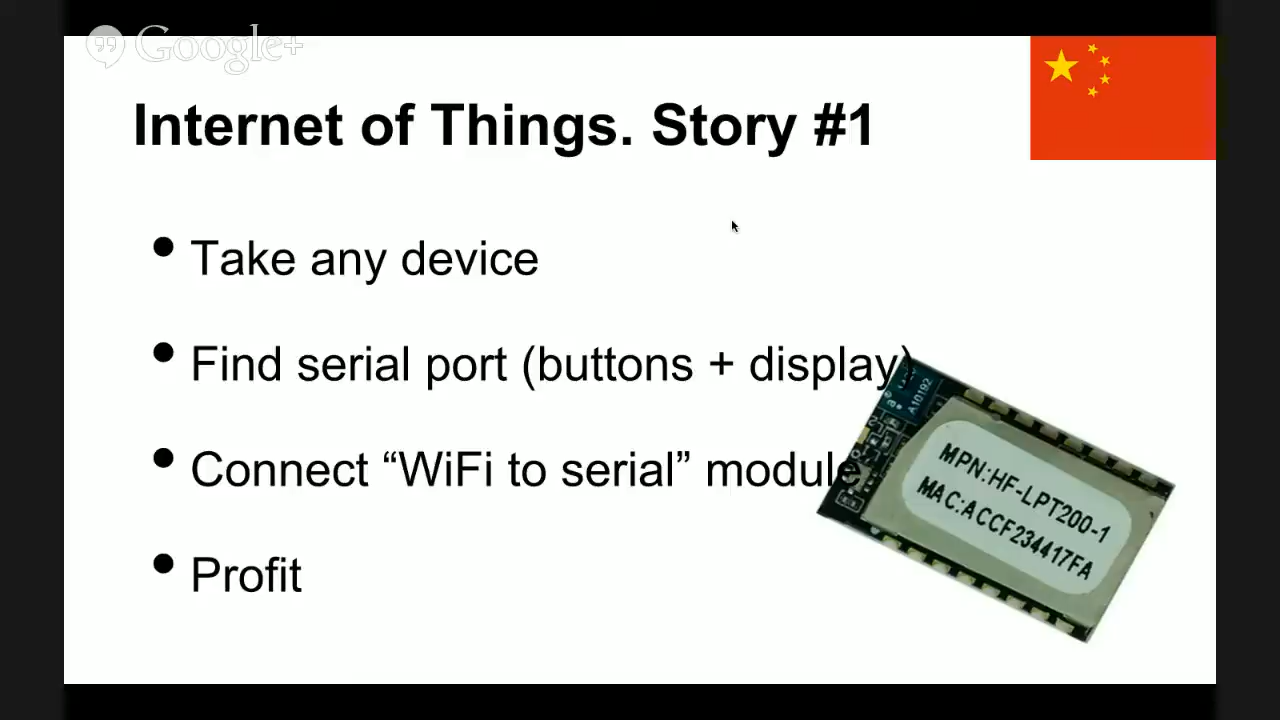 Google+
Internet of Things. Story #1
• Take any device
• Find serial port (buttons + display)
• Connect “WiFi to serial” module
• Profit
A10192
MPN:HF-LPT200-1
MAC:ACCF234417FA